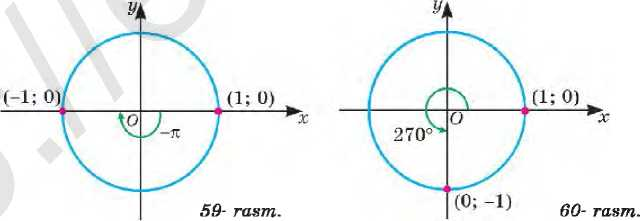 y
(−1; 0)
(1; 0)
O
x
−π
59- rasm.
y
(1; 0)
O
x
270°
(0; −1)
60- rasm.